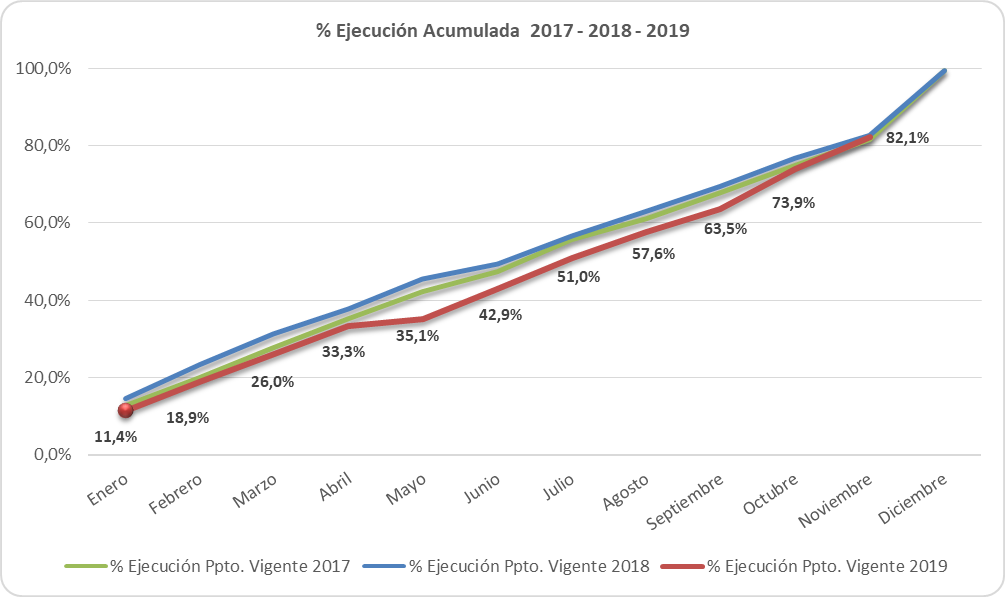 % Ejecución Acumulada 2017 - 2018 - 2019
100,0%
80,0%
60,0%
40,0%
20,0%
0,0%
11,4%
18,9%
26,0%
33,3%
35,1%
42,9%
51,0%
57,6%
63,5%
73,9%
82,1%
Enero
Febrero
Marzo
Abril
Mayo
Junio
Julio
Agosto
Septiembre
Octubre
Noviembre
Diciembre
% Ejecución Ppto. Vigente 2017
% Ejecución Ppto. Vigente 2018
% Ejecución Ppto. Vigente 2019